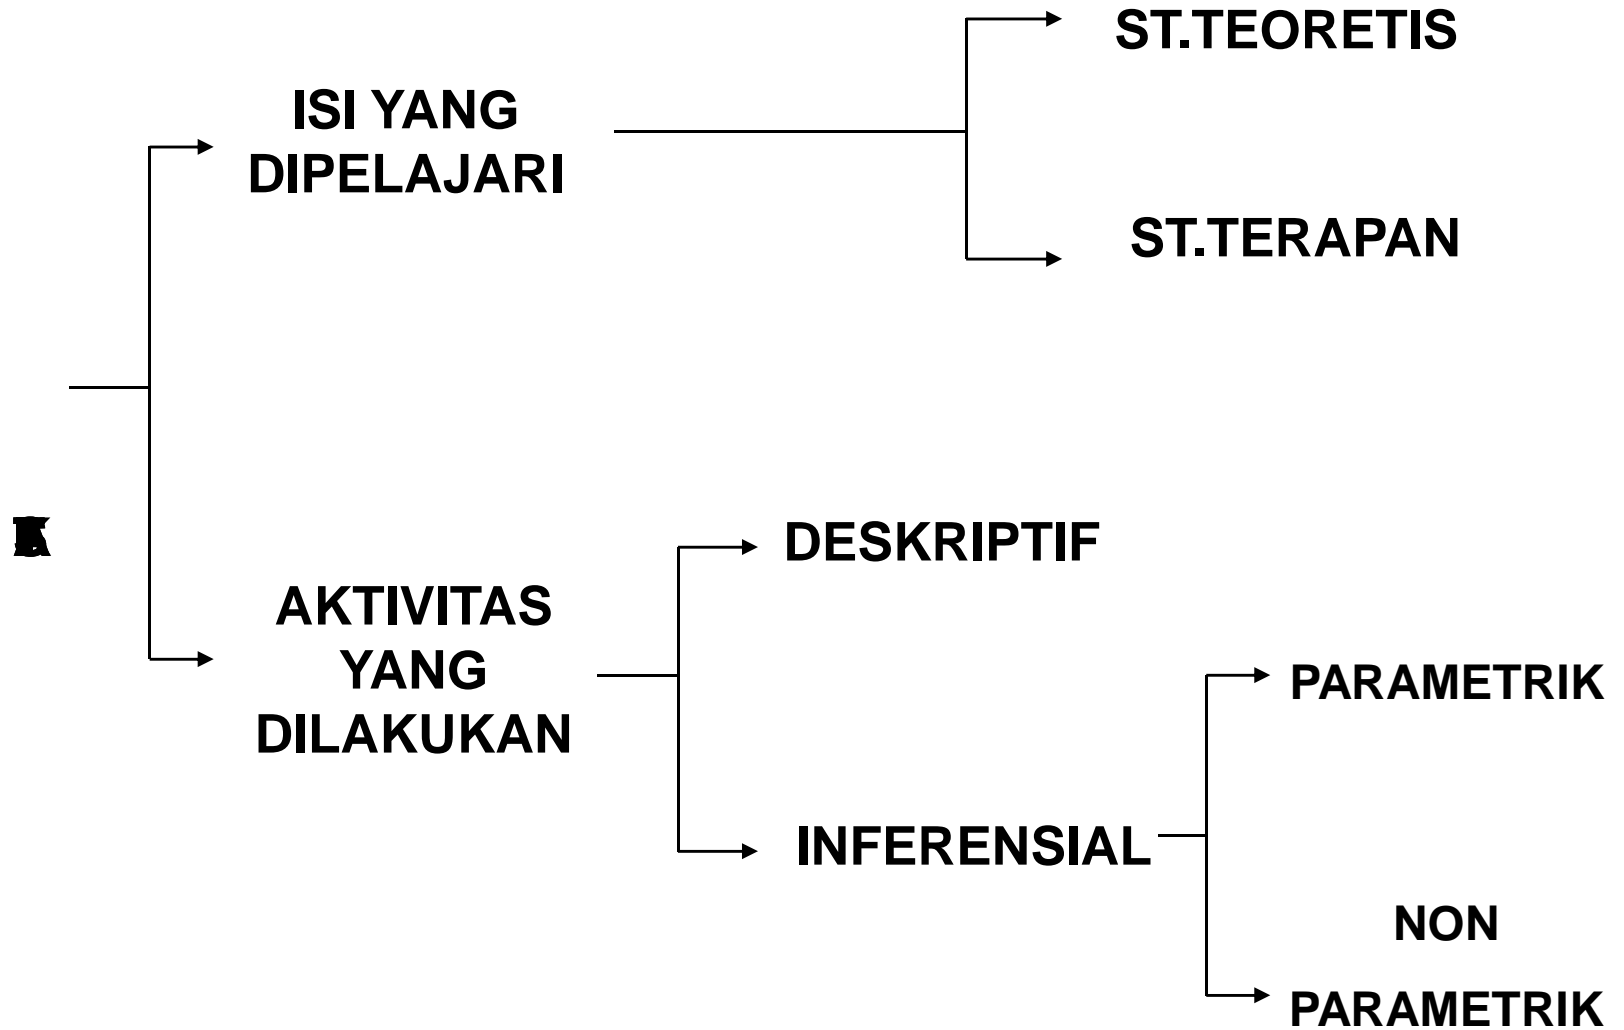 ST.TEORETIS
ISI YANG
DIPELAJARI
ST.TERAPAN
DESKRIPTIF
AKTIVITAS
YANG
DILAKUKAN
PARAMETRIK
INFERENSIAL
NON
PARAMETRIK